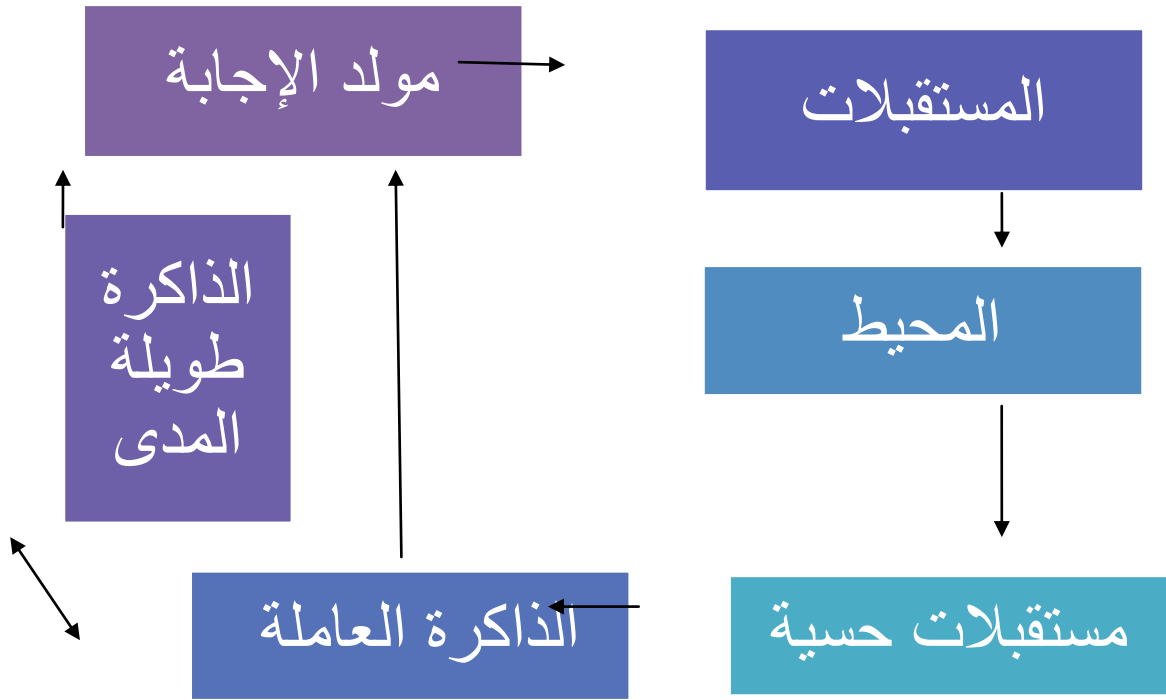 مولد الإجابة
المستقبلات
الذاكرة
طويلة
المدى
المحيط
الذاكرة العاملة
مستقبلات حسية